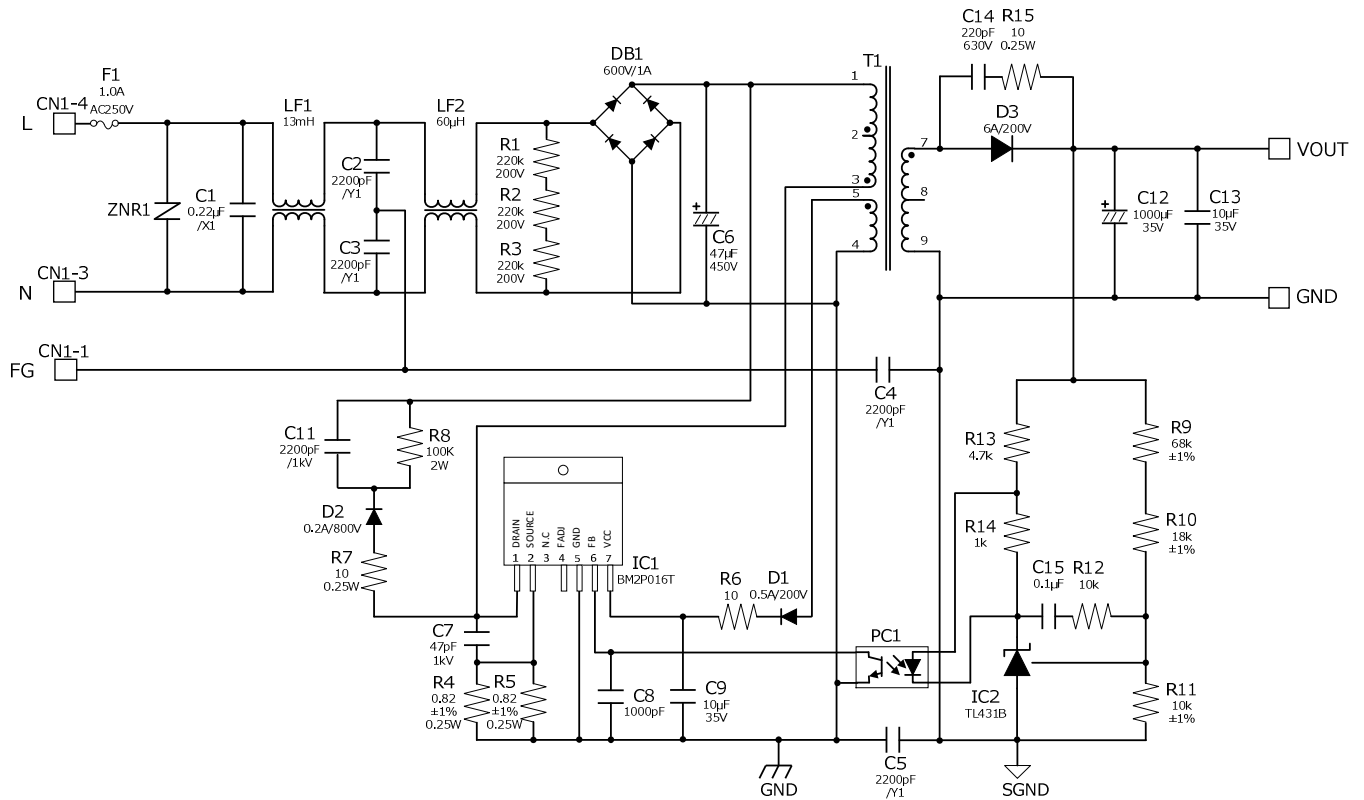 C14
220pF
630V
R15
10
0.25W
DB1
600V/1A
T1
1
2
3
5
4
7
8
9
F1
1.0A
AC250V
CN1-4
L
LF1
13mH
LF2
60µH
D3
6A/200V
VOUT
ZNR1
C1
0.22µF
/X1
C2
2200pF
/Y1
C3
2200pF
/Y1
R1
220k
200V
R2
220k
200V
R3
220k
200V
+
C6
47µF
450V
+
C12
1000µF
35V
C13
10µF
35V
CN1-3
N
GND
CN1-1
FG
C4
2200pF
/Y1
C11
2200pF
/1kV
R8
100K
2W
D2
0.2A/800V
R7
10
0.25W
DRAIN
SOURCE
N.C
FADJ
GND
FB
VCC
1 2 3 4 5 6 7
IC1
BM2P016T
R6
10
D1
0.5A/200V
R13
4.7k
R9
68k
±1%
R14
1k
R10
18k
±1%
C15
0.1µF
R12
10k
C7
47pF
1kV
R4
0.82
±1%
0.25W
R5
0.82
±1%
0.25W
C8
1000pF
C9
10µF
35V
PC1
IC2
TL431B
R11
10k
±1%
GND
C5
2200pF
/Y1
SGND